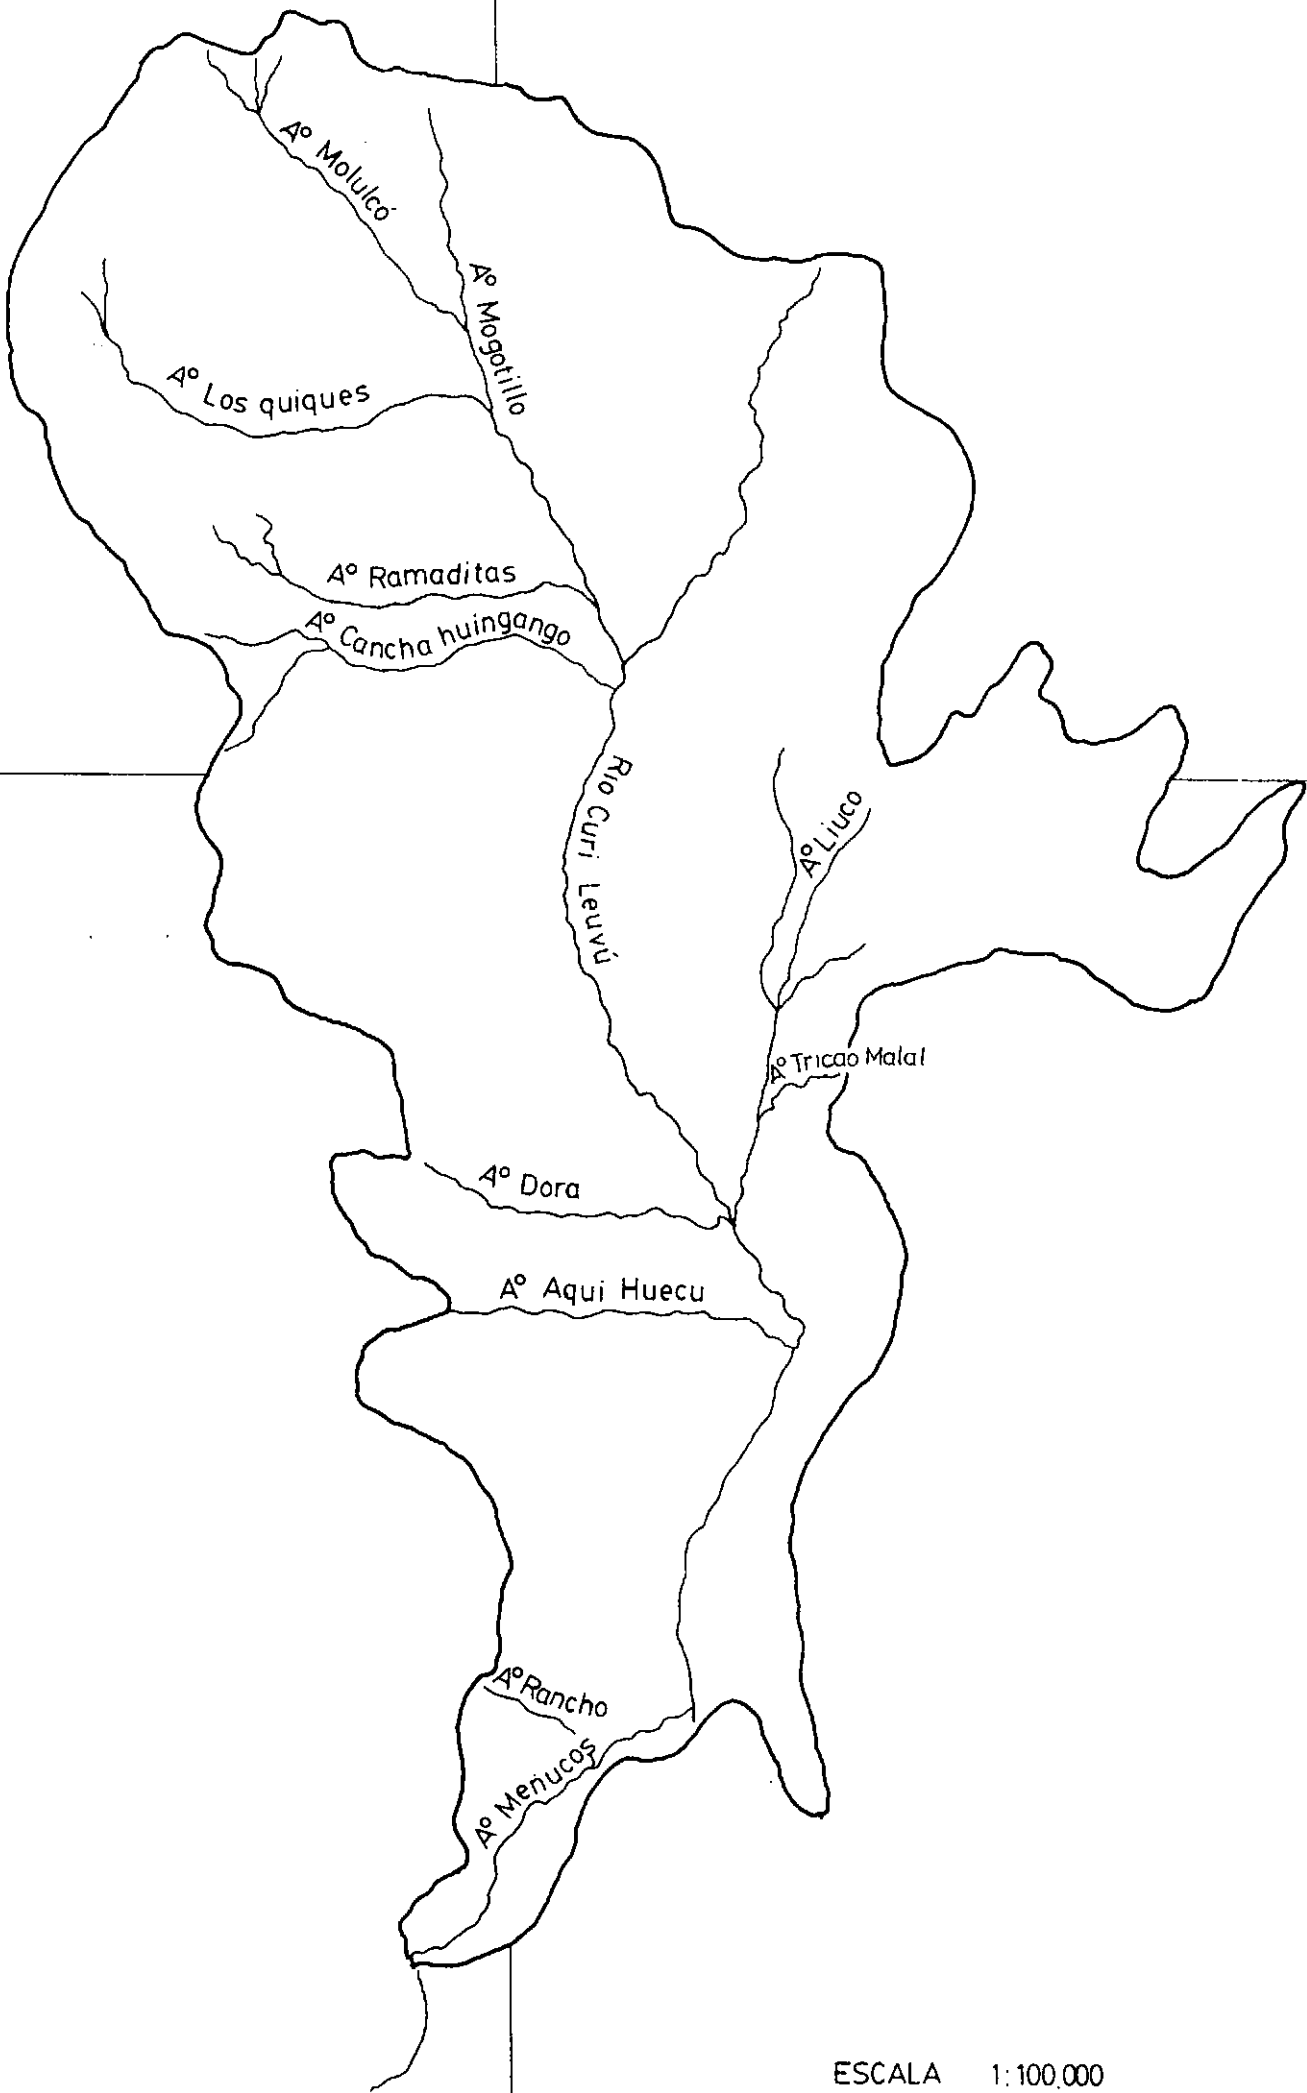 Aº Molulcó
Aº Mogotillo
Aº Los quiques
Aº Ramaditas
Aº Cancha huingango
Río Curi Leuvú
Aº Liuco
Aº Tricao Malal
Aº Dora
Aº Aqui Huecu
Aº Rancho
Aº Meñucos
ESCALA 1:100.000